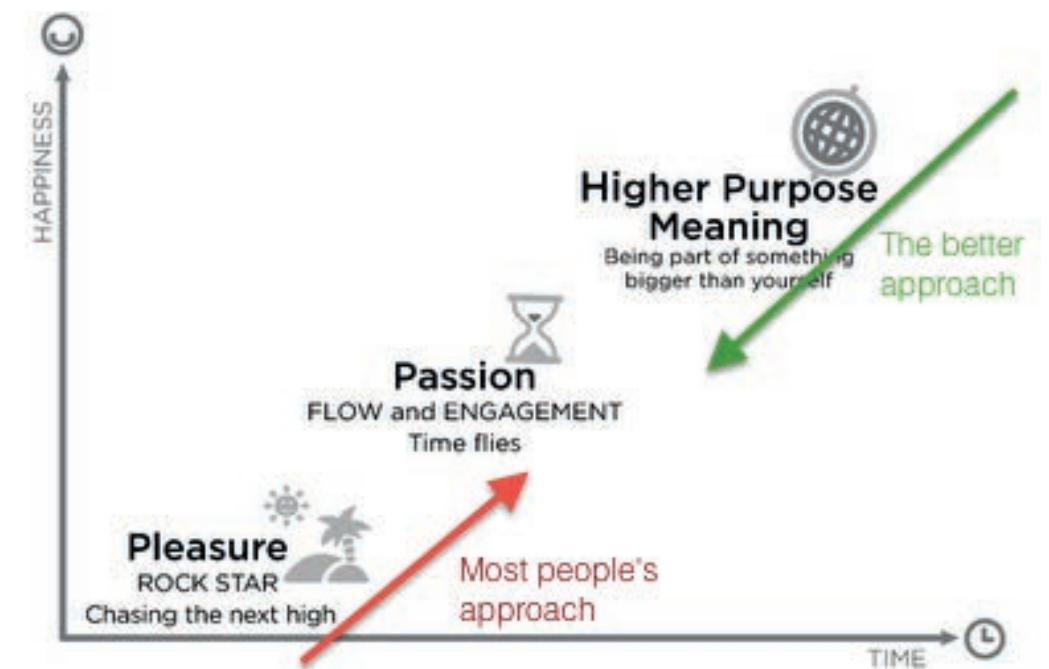 HAPPINESS
Higher Purpose
Meaning
Being part of something
bigger than yourself
The better
approach
Passion
FLOW and ENGAGEMENT
Time flies
Pleasure
ROCK STAR
Chasing the next high
Most people's
approach
TIME